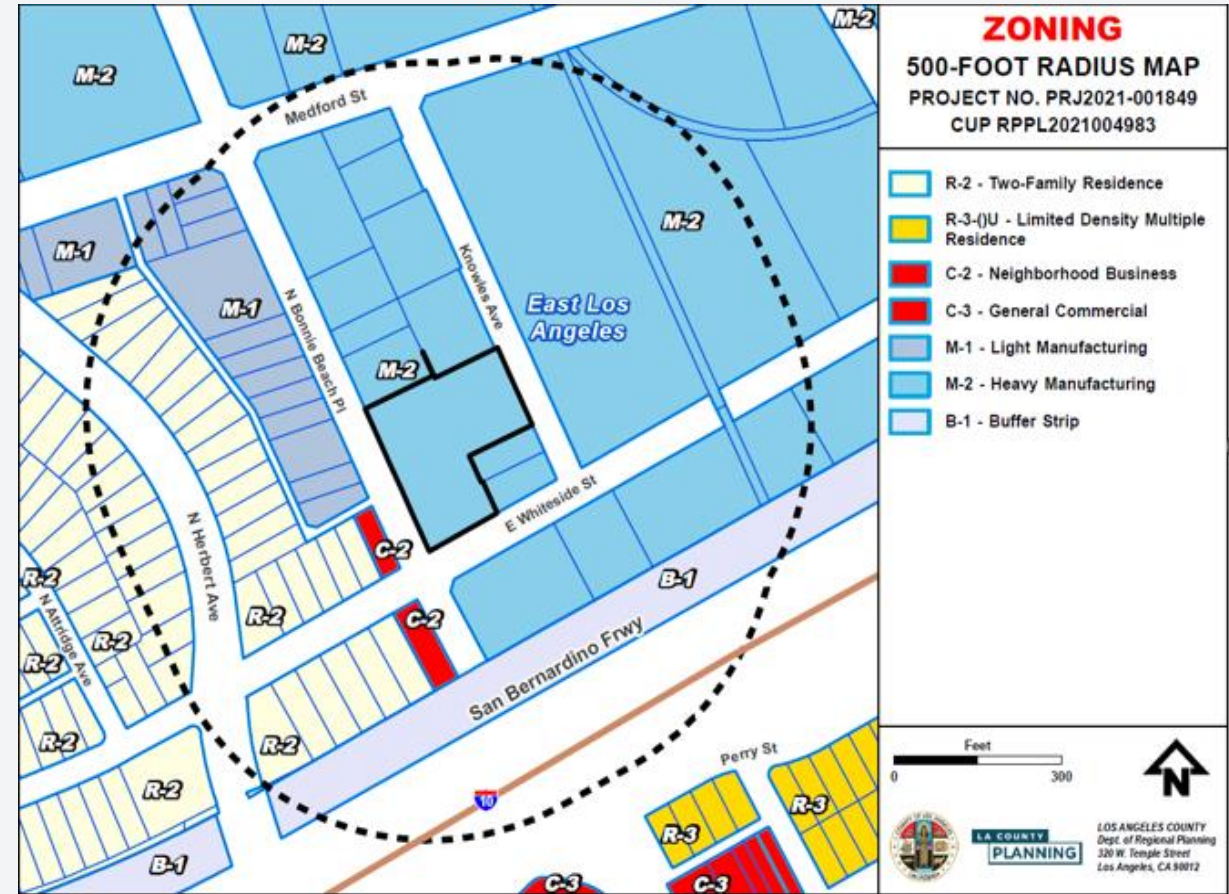 ZONING
500-FOOT RADIUS MAP
PROJECT NO. PRJ2021-001849
CUP RPPL2021004983
R-2 - Two-Family Residence
R-3-()U - Limited Density Multiple
Residence
C-2 - Neighborhood Business
C-3 - General Commercial
M-1 - Light Manufacturing
M-2 - Heavy Manufacturing
B-1 - Buffer Strip
Feet
0
300
N
LA COUNTY
PLANNING
LOS ANGELES COUNTY
Dept. of Regional Planning
320 W. Temple Street
Los Angeles, CA 90012
M-2
M-2
M-2
Medford St
M-2
M-1
Knowles Ave
M-1
N Bonnie Beach Pl
East Los
Angeles
M-2
E Whiteside St
N Herbert Ave
C-2
R-2
B-1
N Attridge Ave
R-2
C-2
R-2
R-2
San Bernardino Frwy
R-2
R-2
Perry St
R-2
10
R-3
R-3
B-1
C-3
C-3